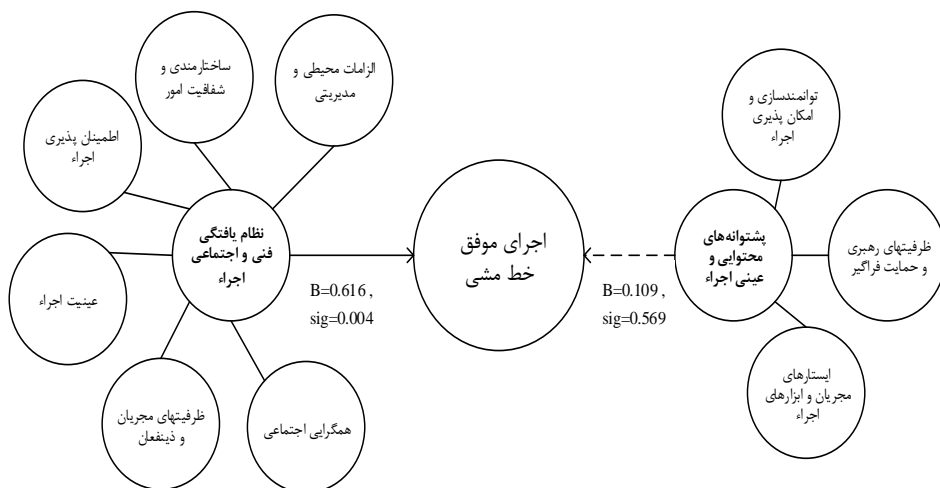 الزامات محیطی و
مدیریتی
ساختارمندی و
شفافیت امور
اطمینان پذیری
اجراء
نظام یافتگی
فنی و اجتماعی
اجراء
عینیت اجراء
ظرفیتهای مجریان
و ذینفعان
همگرایی اجتماعی
B=0.616 ,
sig=0.004
اجرای موفق
خط مشی
B=0.109 ,
sig=0.569
پشتوانه‌های
محتوایی و
عینی اجراء
توانمندسازی و
امکان پذیری
اجراء
ظرفیتهای رهبری
و حمایت فراگیر
ایستارهای
مجریان و ابزارهای
اجراء